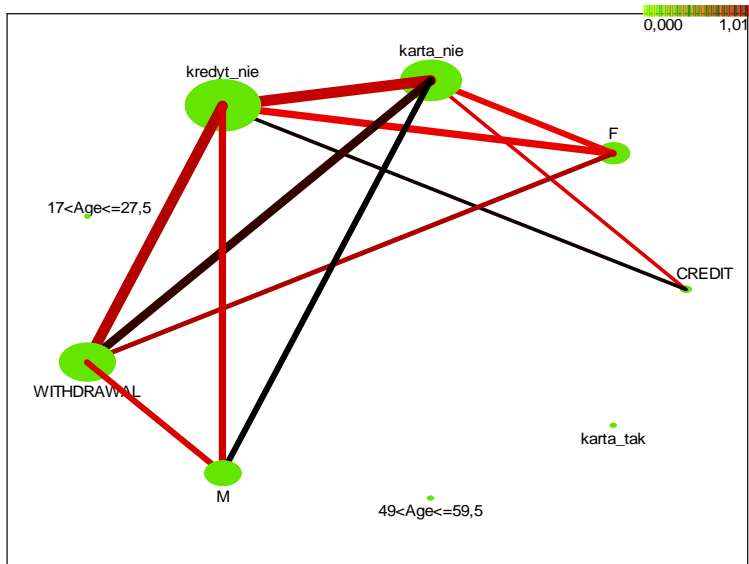 0,000 1,01
karta_nie
kredyt_nie
F
17<Age<=27,5
CREDIT
WITHDRAWAL
karta_tak
M
49<Age<=59,5